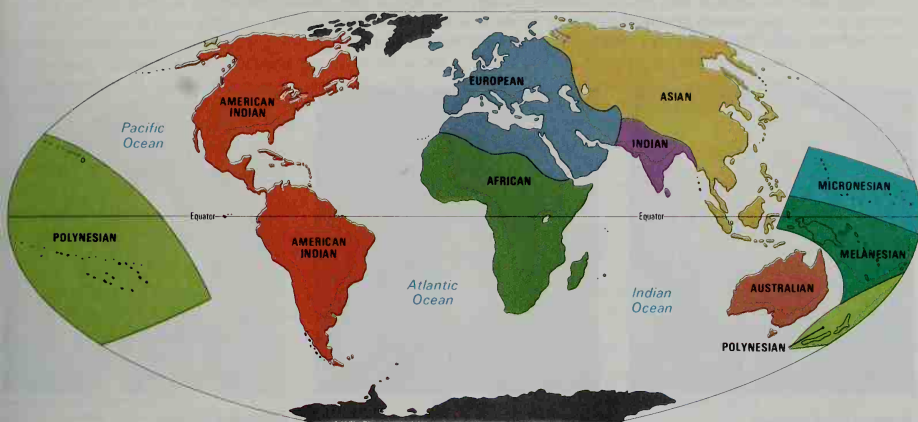 EUROPEAN
ASIAN
AMERICAN
INDIAN
Pacific
Ocean
INDIAN
AFRICAN
MICRONESIAN
Equator
Equator
POLYNESIAN
AMERICAN
INDIAN
MELANESIAN
Atlantic
Ocean
Indian
Ocean
AUSTRALIAN
POLYNESIAN